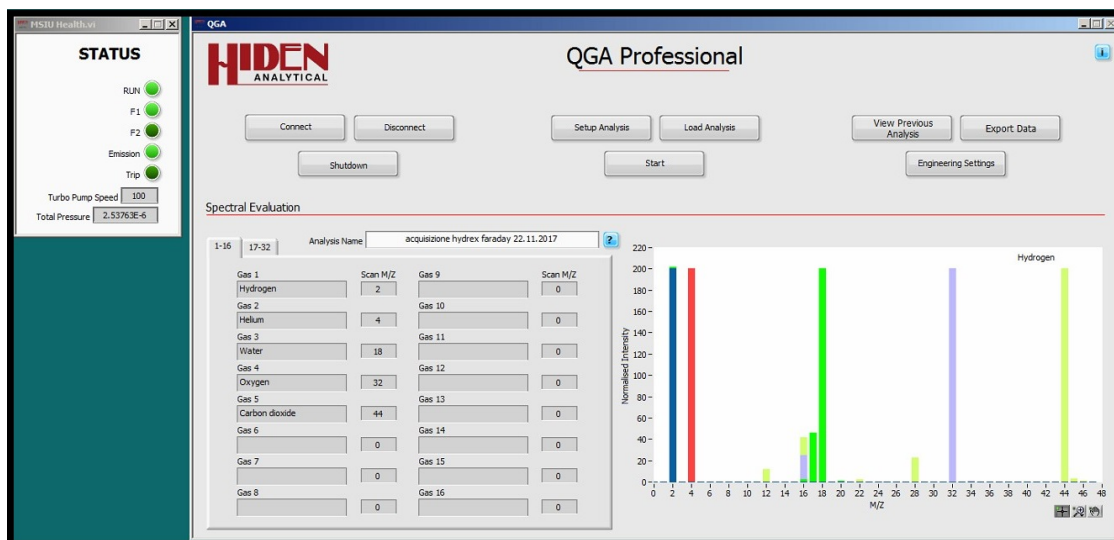 MSIU Health.vi
STATUS
RUN
F1
F2
Emission
Trip
Turbo Pump Speed 100
Total Pressure 2.53763E-6
QGA
HIDEN
ANALYTICAL
QGA Professional
Connect
Disconnect
Setup Analysis
Load Analysis
View Previous
Analysis
Export Data
Shutdown
Start
Engineering Settings
Spectral Evaluation
1-16
17-32
Analysis Name acquisizione hydrex faraday 22.11.2017
Gas 1 Scan M/Z Gas 9 Scan M/Z
Hydrogen 2 0
Gas 2 Gas 10
Helium 4 0
Gas 3 Gas 11
Water 18 0
Gas 4 Gas 12
Oxygen 32 0
Gas 5 Gas 13
Carbon dioxide 44 0
Gas 6 Gas 14
0 0
Gas 7 Gas 15
0 0
Gas 8 Gas 16
0 0
Hydrogen
Normalised Intensity
220
200
180
160
140
120
100
80
60
40
20
0
0 2 4 6 8 10 12 14 16 18 20 22 24 26 28 30 32 34 36 38 40 42 44 46 48
M/Z